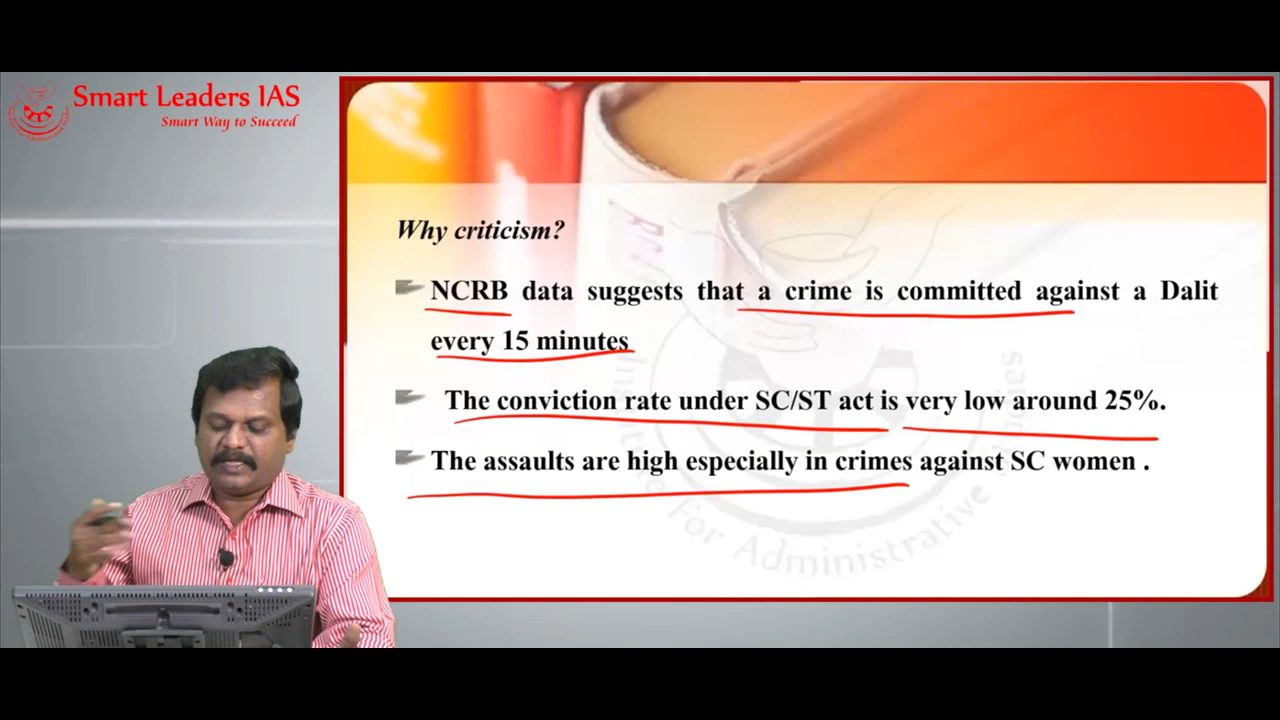 Smart Leaders IAS
Smart Way to Succeed
Why criticism?
NCRB data suggests that a crime is committed against a Dalit
every 15 minutes
The conviction rate under SC/ST act is very low around 25%.
The assaults are high especially in crimes against SC women .
For Administrative